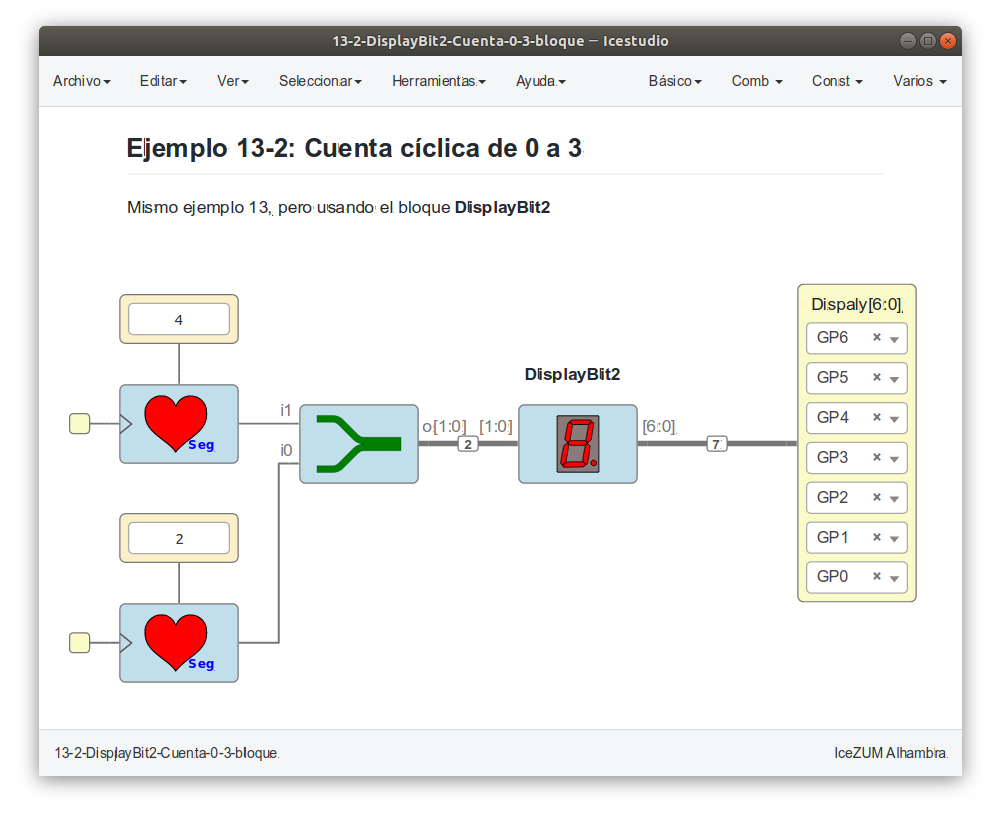 13-2-DisplayBit2-Cuenta-0-3-bloque — Icestudio
Archivo Editar Ver Seleccionar Herramientas Ayuda Básico Comb Const Varios
Ejemplo 13-2: Cuenta cíclica de 0 a 3
Mismo ejemplo 13, pero usando el bloque DisplayBit2
4
Seg
i1
i0
2
Seg
o[1:0]
2
[1:0]
DisplayBit2
[6:0]
7
Dispaly[6:0]
GP6
GP5
GP4
GP3
GP2
GP1
GP0
13-2-DisplayBit2-Cuenta-0-3-bloque
IceZUM Alhambra